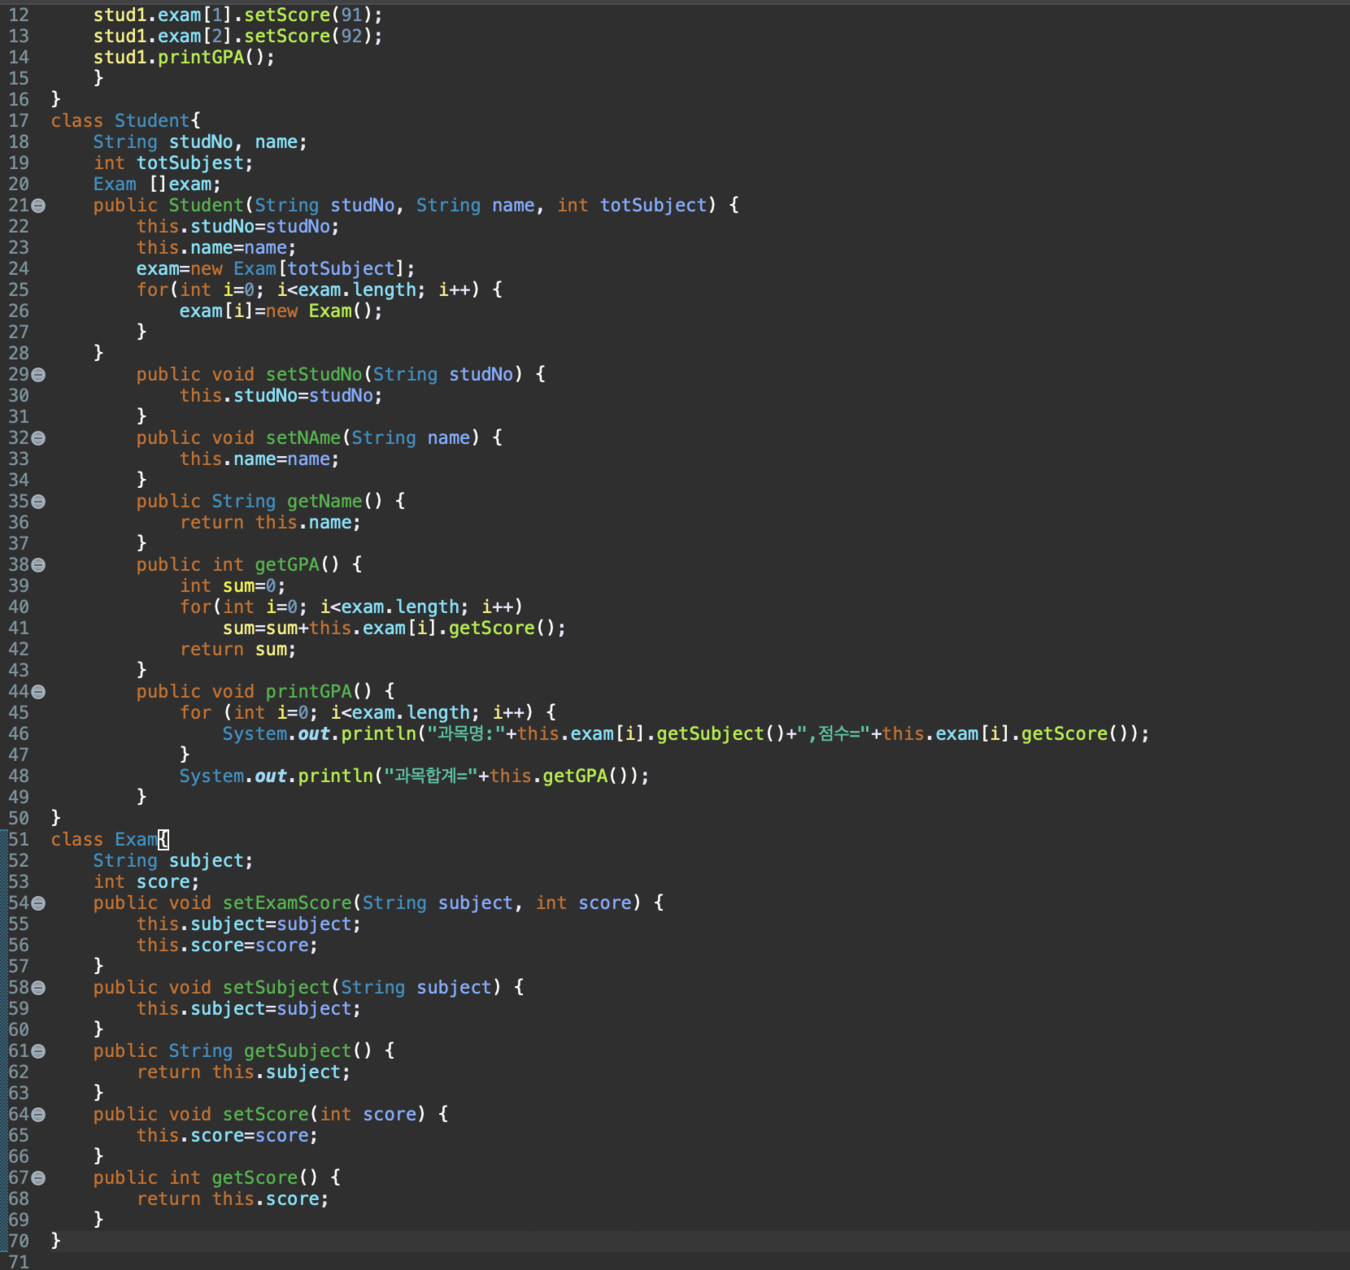 12 stud1.exam[1].setScore(91);
13 stud1.exam[2].setScore(92);
14 stud1.printGPA();
15 }
16 }
17 class Student{
18 String studNo, name;
19 int totSubjest;
20 Exam []exam;
21 public Student(String studNo, String name, int totSubject) {
22 this.studNo=studNo;
23 this.name=name;
24 exam=new Exam[totSubject];
25 for(int i=0; i<exam.length; i++) {
26 exam[i]=new Exam();
27 }
28 }
29 public void setStudNo(String studNo) {
30 this.studNo=studNo;
31 }
32 public void setNAme(String name) {
33 this.name=name;
34 }
35 public String getName() {
36 return this.name;
37 }
38 public int getGPA() {
39 int sum=0;
40 for(int i=0; i<exam.length; i++)
41 sum=sum+this.exam[i].getScore();
42 return sum;
43 }
44 public void printGPA() {
45 for (int i=0; i<exam.length; i++) {
46 System.out.println("과목명:"+this.exam[i].getSubject()+",점수="+this.exam[i].getScore());
47 }
48 System.out.println("과목합계="+this.getGPA());
49 }
50 }
51 class Exam{
52 String subject;
53 int score;
54 public void setExamScore(String subject, int score) {
55 this.subject=subject;
56 this.score=score;
57 }
58 public void setSubject(String subject) {
59 this.subject=subject;
60 }
61 public String getSubject() {
62 return this.subject;
63 }
64 public void setScore(int score) {
65 this.score=score;
66 }
67 public int getScore() {
68 return this.score;
69 }
70 }
71